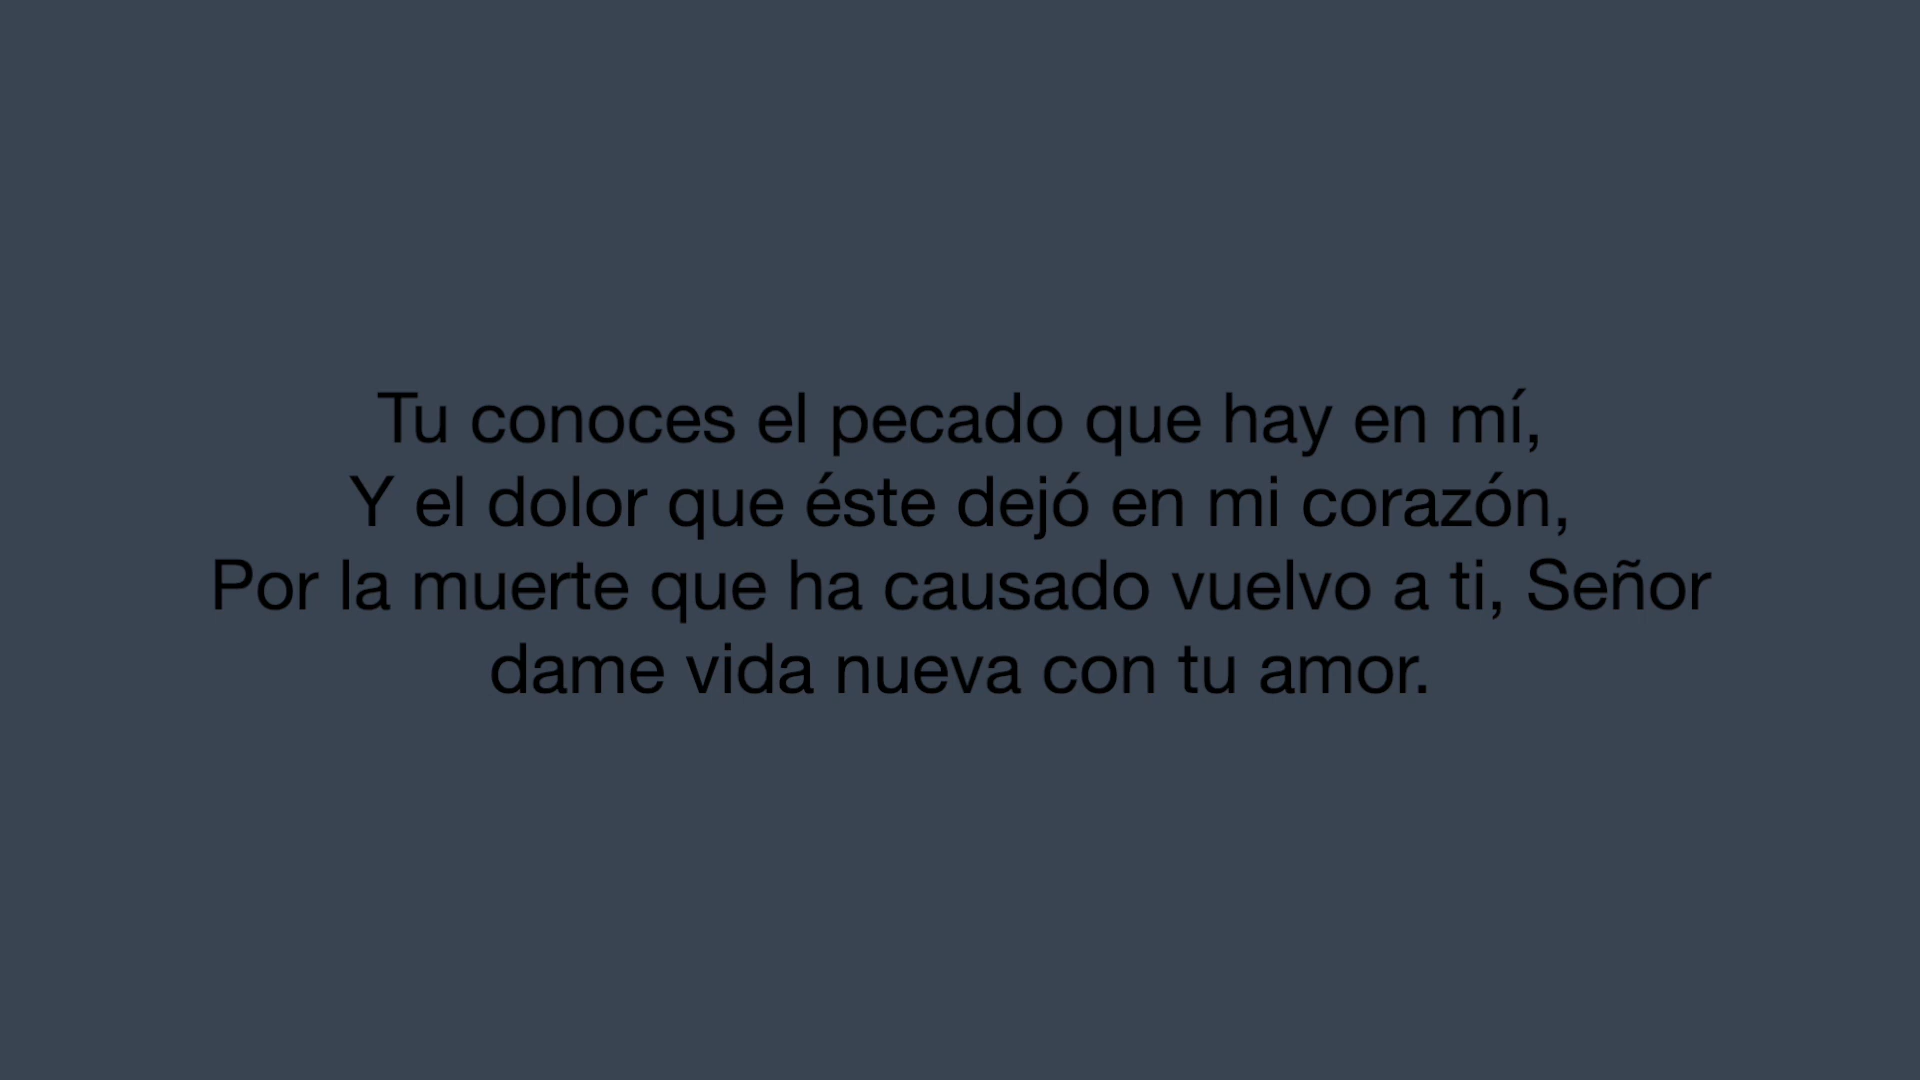 Tu conoces el pecado que hay en mí,
Y el dolor que éste dejó en mi corazón,
Por la muerte que ha causado vuelvo a ti, Señor
dame vida nueva con tu amor.